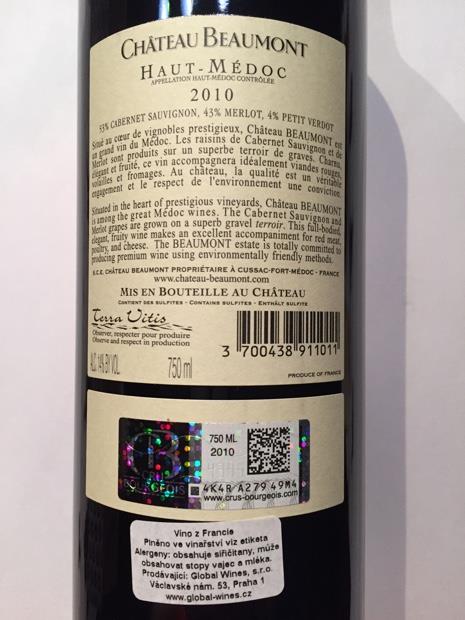 CHÂTEAU BEAUMONT
HAUT-MÉDOC
APPELLATION HAUT-MÉDOC CONTRÔLÉE
2010
53% CABERNET SAUVIGNON, 43% MERLOT, 4% PETIT VERDOT
Situé au cœur de vignobles prestigieux, Château BEAUMONT est
un grand vin du Médoc. Les raisins de Cabernet Sauvignon et de
Merlot sont produits sur un superbe terroir de graves. Charnu,
élégant et fruité, ce vin accompagnera idéalement viandes rouges,
volailles et fromages. Au château, la qualité est un véritable
engagement et le respect de l'environnement une conviction.
Situated in the heart of prestigious vineyards, Château BEAUMONT
is among the great Médoc wines. The Cabernet Sauvignon and
Merlot grapes are grown on a superb gravel terroir. This full-bodied,
elegant, fruity wine makes an excellent accompaniment for red meat,
poultry, and cheese. The BEAUMONT estate is totally committed to
producing premium wine using environmentally friendly methods.
S.C.E. CHÂTEAU BEAUMONT PROPRIÉTAIRE À CUSSAC-FORT-MÉDOC - FRANCE
www.chateau-beaumont.com
MIS EN BOUTEILLE AU CHÂTEAU
CONTIENT DES SULFITES - CONTAINS SULFITES - ENTHÄLT SULFITE
Terra Vitis
Observer, respecter pour produire
Observe and respect in production
ALC. 14% BY VOL.
750 ml
3 700438 911011
PRODUCE OF FRANCE
CB
CRUS
BOURGEOIS
750 ML
2010
4K4R A279 49M4
www.crus-bourgeois.com
Víno z Francie
Plněno ve vinařství viz etiketa
Alergeny: obsahuje siřičitany, může
obsahovat stopy vajec a mléka.
Prodávající: Global Wines, s.r.o.
Václavské nám. 53, Praha 1
www.global-wines.cz